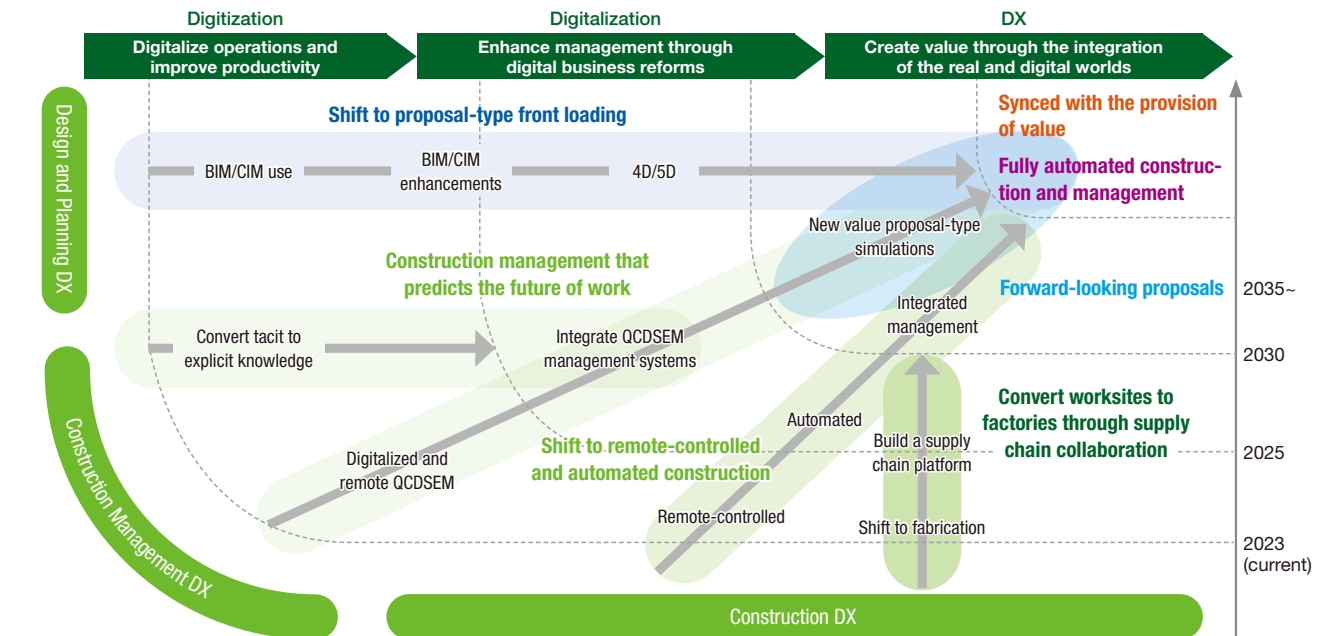 Digitization
Digitalization
DX
Digitalize operations and
improve productivity
Enhance management through
digital business reforms
Create value through the integration
of the real and digital worlds
Design and Planning DX
Shift to proposal-type front loading
Synced with the provision
of value
BIM/CIM use
BIM/CIM
enhancements
4D/5D
Fully automated construc-
tion and management
New value proposal-type
simulations
Construction management that
predicts the future of work
Forward-looking proposals
2035~
Integrated
management
Convert tacit to
explicit knowledge
Integrate QCDSEM
management systems
2030
Construction Management DX
Convert worksites to
factories through supply
chain collaboration
Automated
Build a supply
chain platform
Shift to remote-controlled
and automated construction
2025
Digitalized and
remote QCDSEM
Remote-controlled
Shift to fabrication
2023
(current)
Construction DX